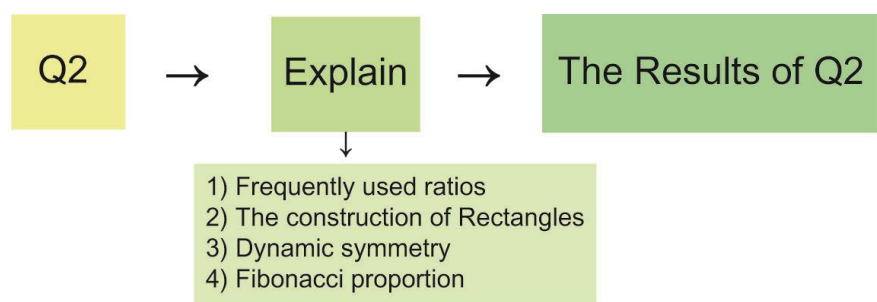 Q2
→
Explain
→
The Results of Q2
↓
1) Frequently used ratios
2) The construction of Rectangles
3) Dynamic symmetry
4) Fibonacci proportion